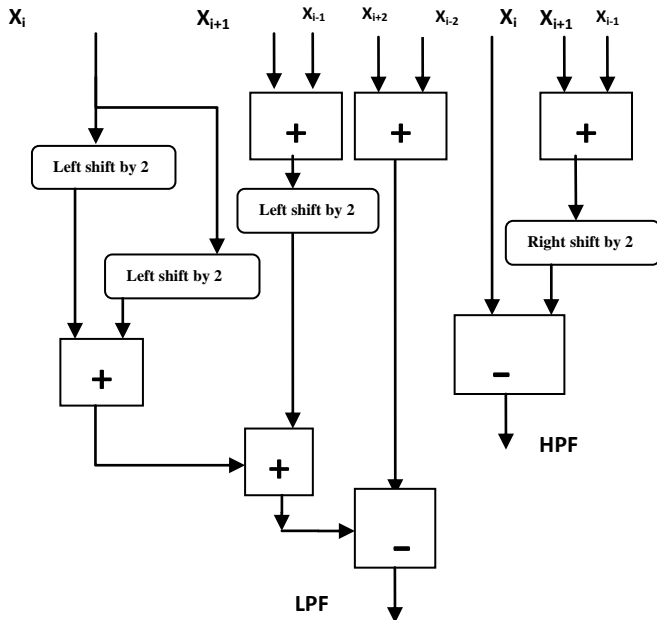 Xi Xi+1 Xi-1 Xi+2 Xi-2 Xi Xi+1 Xi-1
+ + +
Left shift by 2
Left shift by 2
Right shift by 2
Left shift by 2
+
−
HPF
+
−
LPF